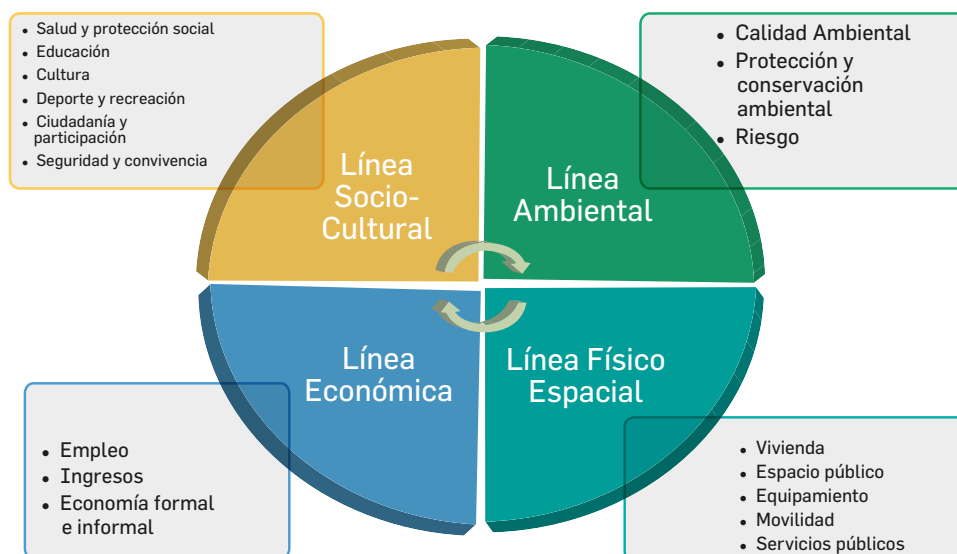 • Salud y protección social
• Educación
• Cultura
• Deporte y recreación
• Ciudadanía y
participación
• Seguridad y convivencia
• Calidad Ambiental
• Protección y
conservación
ambiental
• Riesgo
Línea
Socio-
Cultural
Línea
Ambiental
Línea
Económica
Línea Físico
Espacial
• Empleo
• Ingresos
• Economía formal
e informal
• Vivienda
• Espacio público
• Equipamiento
• Movilidad
• Servicios públicos